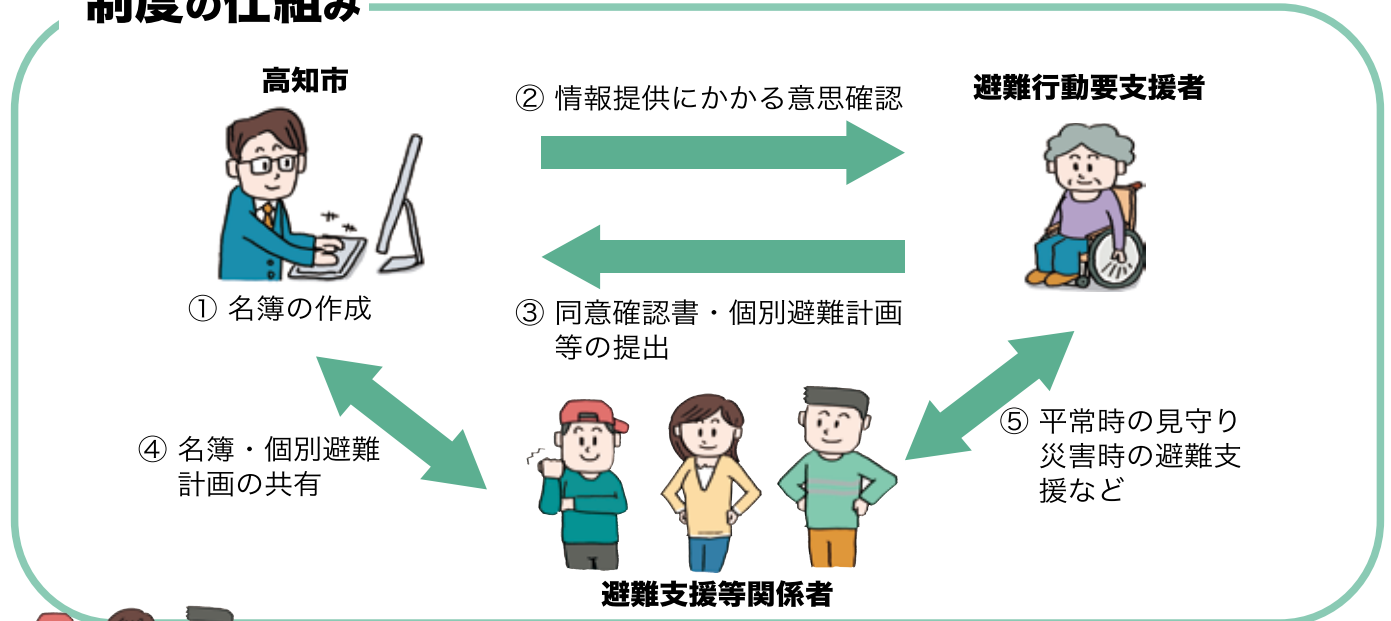 制度の仕組み
高知市
② 情報提供にかかる意思確認
避難行動要支援者
① 名簿の作成
③ 同意確認書・個別避難計画
等の提出
④ 名簿・個別避難
計画の共有
⑤ 平常時の見守り
災害時の避難支
援など
避難支援等関係者